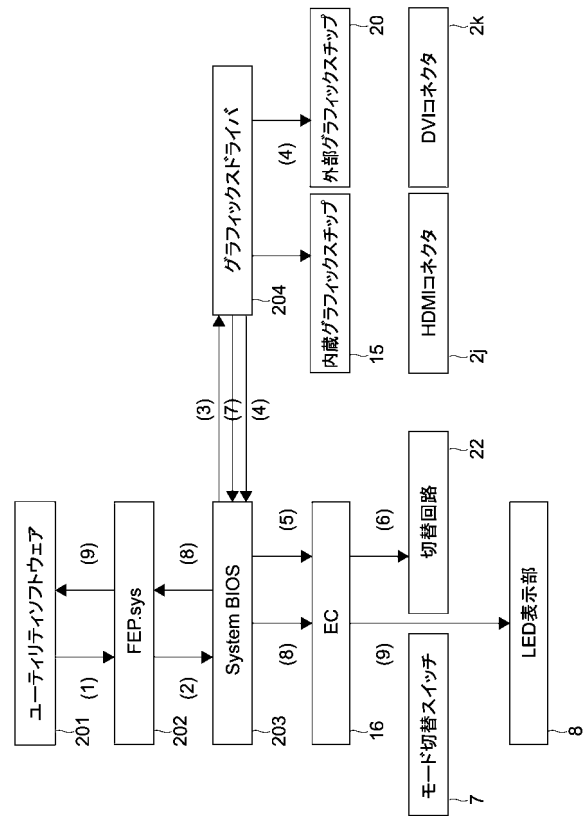 ユーティリティソフトウェア
201
(1)
(9)
FEP.sys
202
(2)
(8)
System BIOS
203
(3)
(7)
(4)
グラフィックスドライバ
204
(4)
(8)
(5)
EC
16
(9)
(6)
内蔵グラフィックスチップ
15
外部グラフィックスチップ
20
モード切替スイッチ
7
切替回路
22
HDMIコネクタ
2j
DVIコネクタ
2k
LED表示部
8